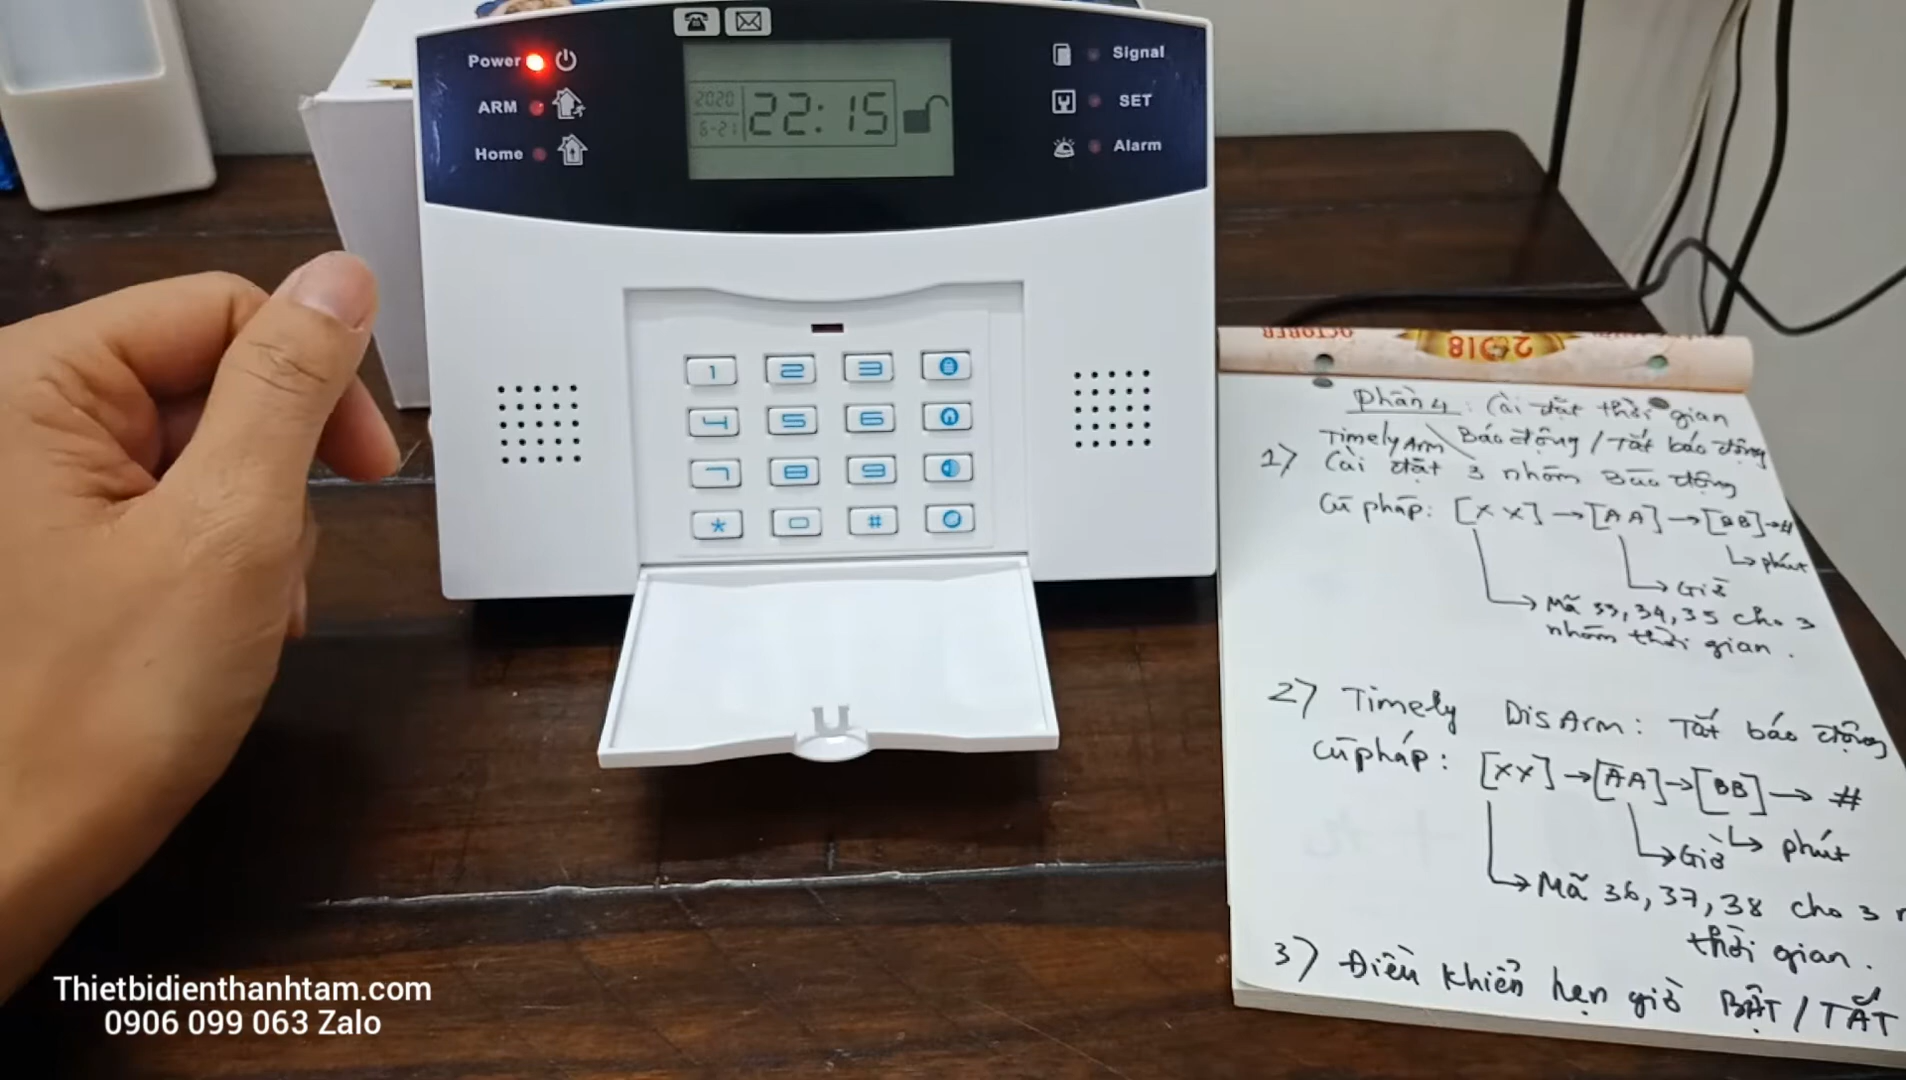 Power
ARM
Home
2020
6-21
22:15
Signal
SET
Alarm
1 2 3
4 5 6
7 8 9
* 0 #
OCTOBER
2018
Phần 4: Cài đặt thời gian
Timely Arm \ Báo động / Tắt báo động
1) Cài đặt 3 nhóm Báo động
Cú pháp: [XX] → [AA] → [BB] → #
↳ phút
↳ Giờ
→ Mã 33, 34, 35 cho 3
nhóm thời gian.
2) Timely DisArm: Tắt báo động
Cú pháp: [XX] → [AA] → [BB] → #
↳ Giờ ↳ phút
→ Mã 36, 37, 38 cho 3
thời gian.
3) Điều khiển hẹn giờ BẬT / TẮT
Thietbidienthanhtam.com
0906 099 063 Zalo